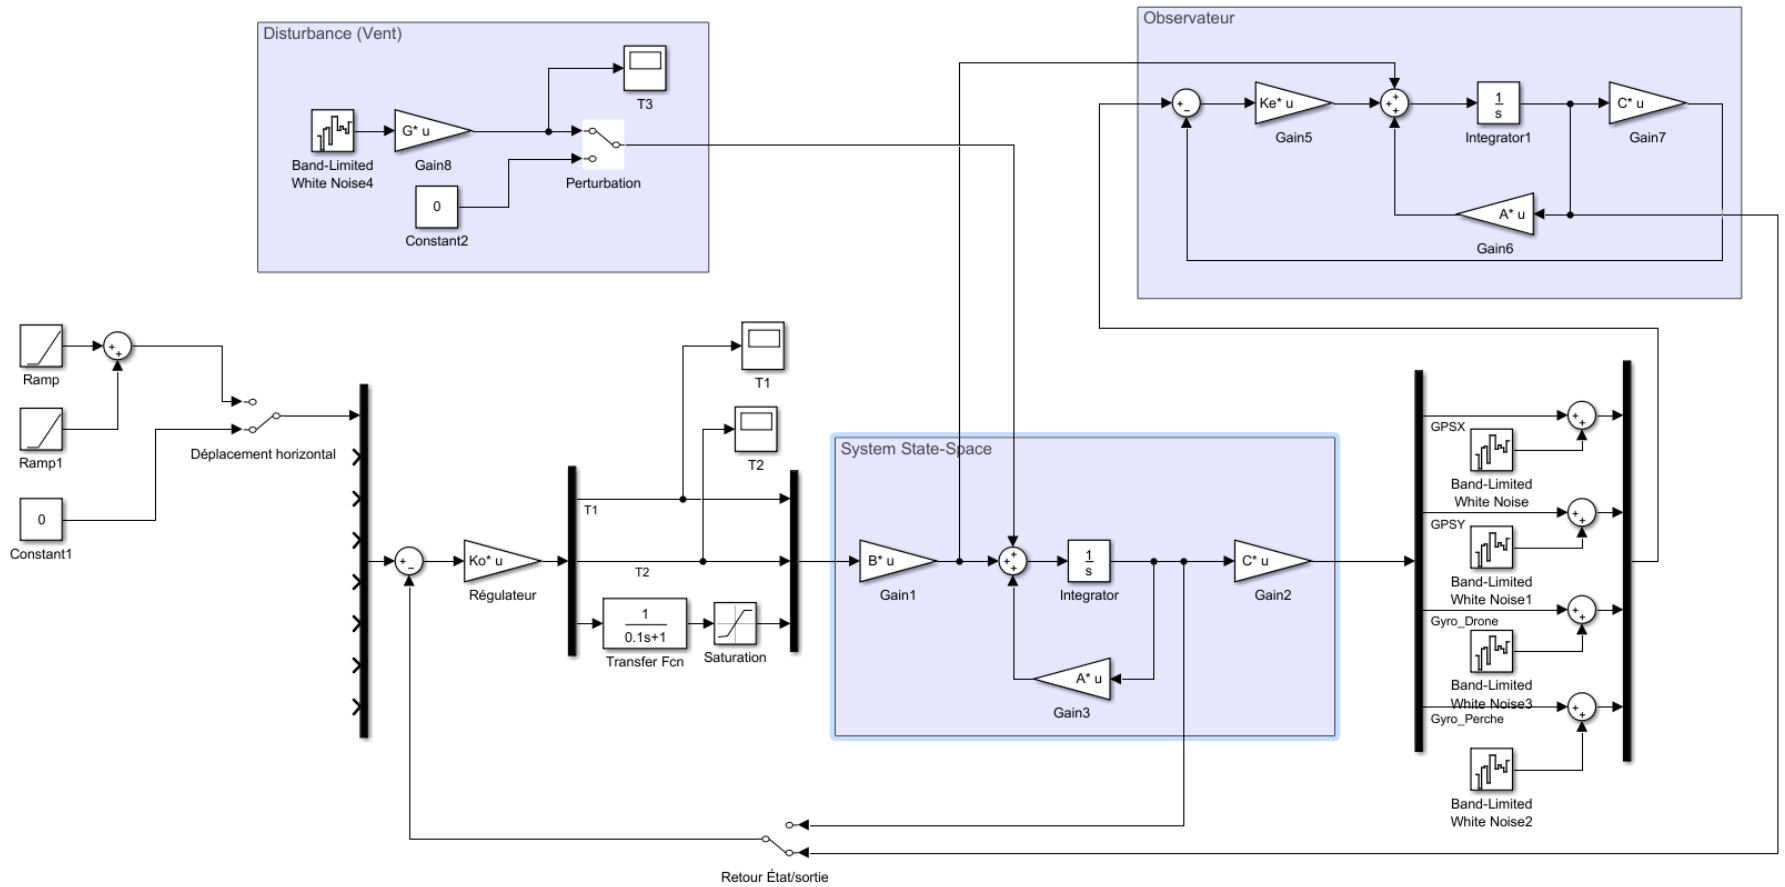 Disturbance (Vent)
T3
G* u
Band-Limited
White Noise4
Gain8
Perturbation
0
Constant2
Observateur
+
−
Ke* u
Gain5
+
+
+
1
s
Integrator1
C* u
Gain7
A* u
Gain6
Ramp
+
+
Ramp1
Déplacement horizontal
0
Constant1
+
−
Ko* u
Régulateur
T1
T2
T1
T2
1
0.1s+1
Transfer Fcn
Saturation
System State-Space
B* u
Gain1
+
+
+
1
s
Integrator
C* u
Gain2
A* u
Gain3
GPSX
+
+
Band-Limited
White Noise
GPSY
+
+
Band-Limited
White Noise1
Gyro_Drone
+
+
Band-Limited
White Noise3
Gyro_Perche
+
+
Band-Limited
White Noise2
Retour État/sortie